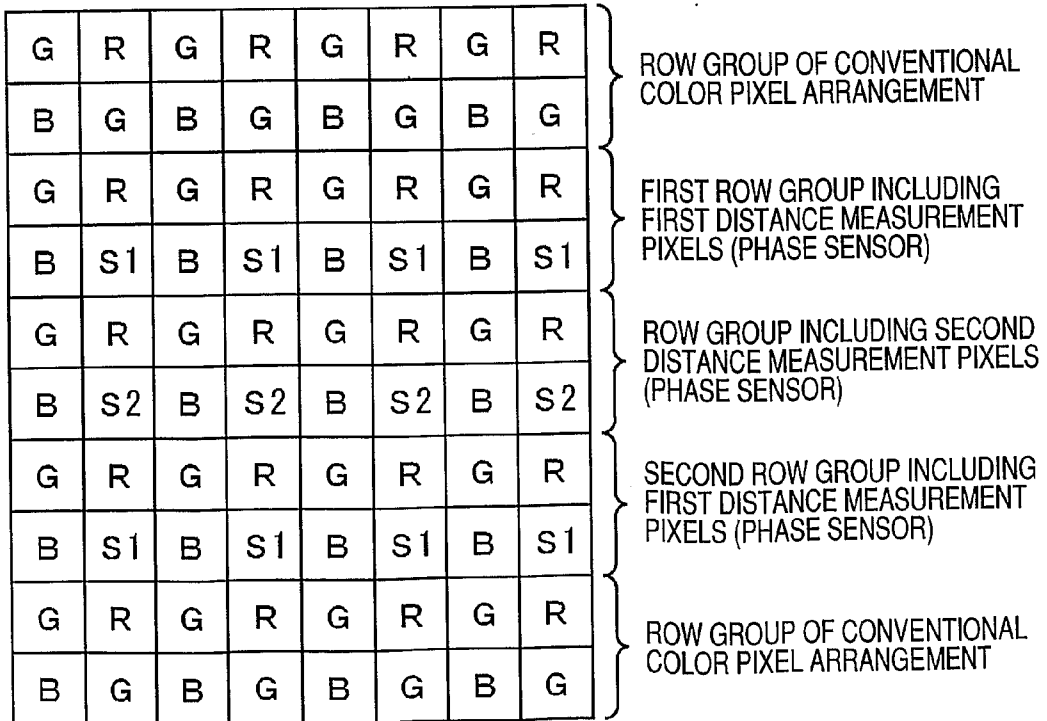 G R G R G R G R
B G B G B G B G
ROW GROUP OF CONVENTIONAL
COLOR PIXEL ARRANGEMENT
G R G R G R G R
B S1 B S1 B S1 B S1
FIRST ROW GROUP INCLUDING
FIRST DISTANCE MEASUREMENT
PIXELS (PHASE SENSOR)
G R G R G R G R
B S2 B S2 B S2 B S2
ROW GROUP INCLUDING SECOND
DISTANCE MEASUREMENT PIXELS
(PHASE SENSOR)
G R G R G R G R
B S1 B S1 B S1 B S1
SECOND ROW GROUP INCLUDING
FIRST DISTANCE MEASUREMENT
PIXELS (PHASE SENSOR)
G R G R G R G R
B G B G B G B G
ROW GROUP OF CONVENTIONAL
COLOR PIXEL ARRANGEMENT